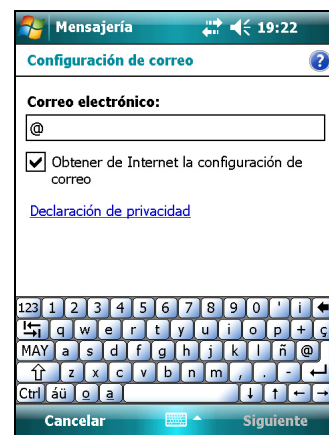 Mensajería 19:22
Configuración de correo ?
Correo electrónico:
@
Obtener de Internet la configuración de
correo
Declaración de privacidad
123 1 2 3 4 5 6 7 8 9 0 ' ¡
q w e r t y u i o p + ç
MAY a s d f g h j k l ñ @
z x c v b n m , . -
Ctrl áü º ª
Cancelar Siguiente